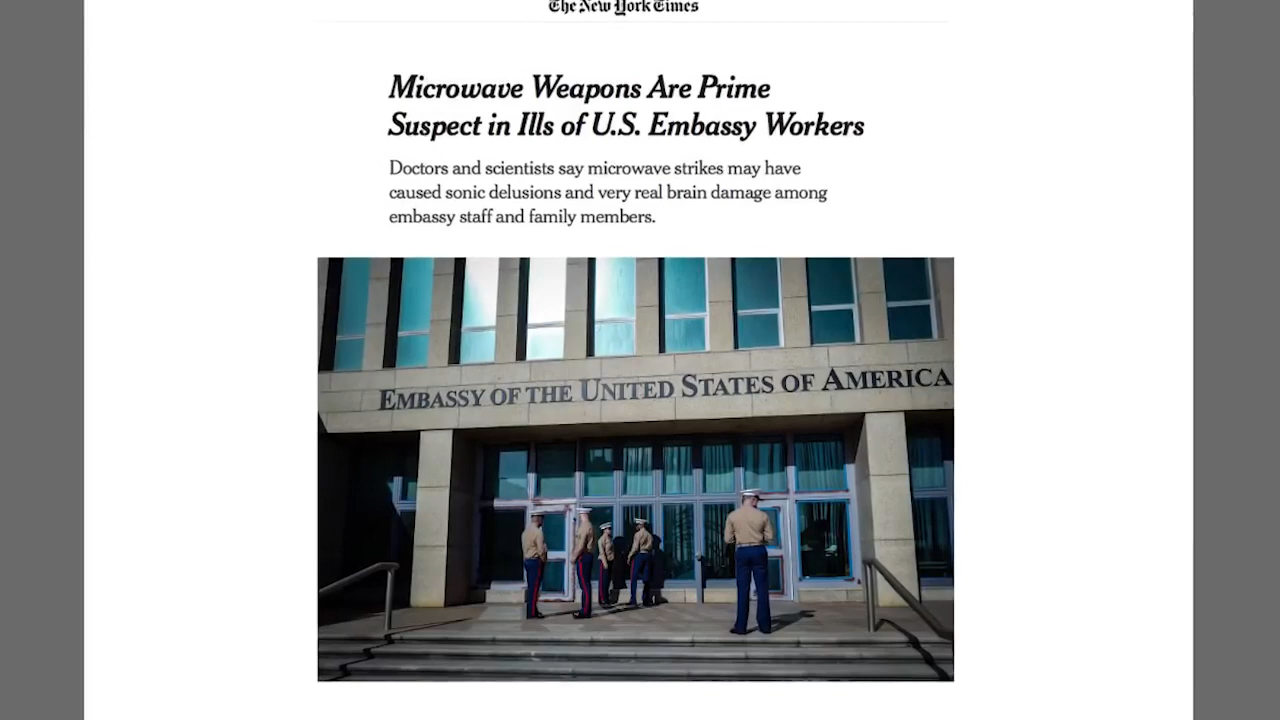 The New York Times
Microwave Weapons Are Prime
Suspect in Ills of U.S. Embassy Workers
Doctors and scientists say microwave strikes may have
caused sonic delusions and very real brain damage among
embassy staff and family members.
EMBASSY OF THE UNITED STATES OF AMERICA